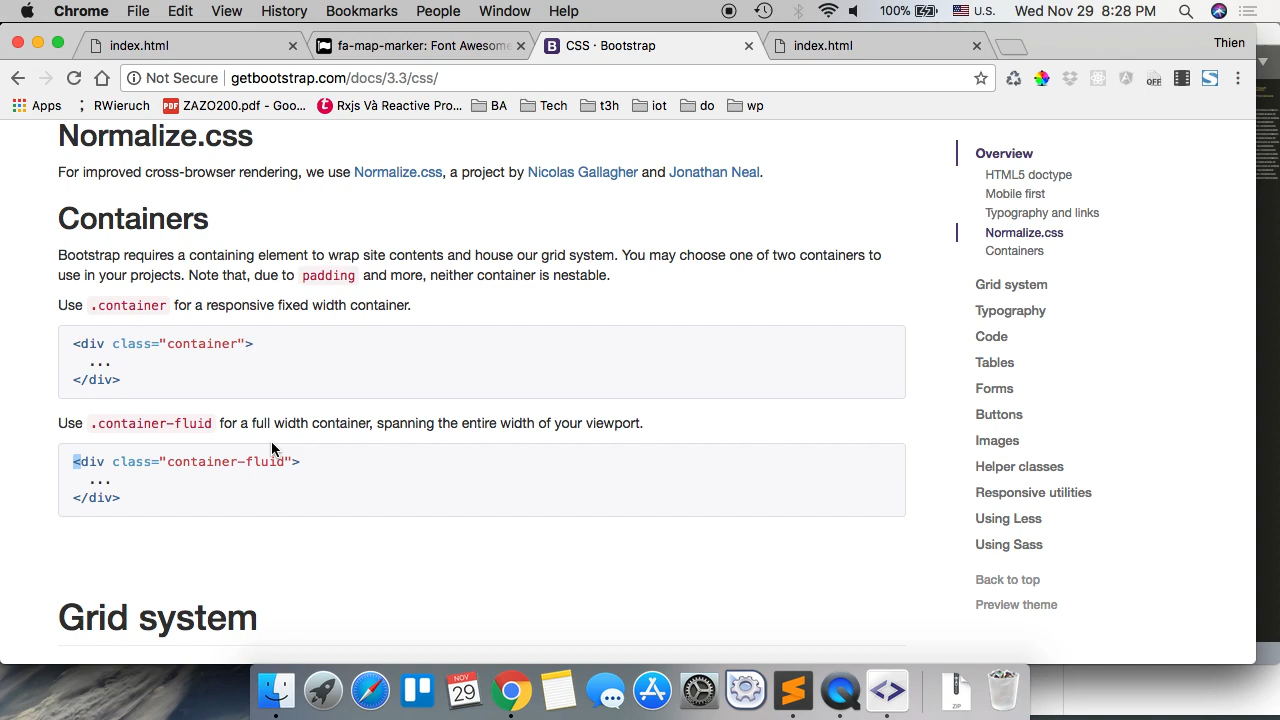 Chrome File Edit View History Bookmarks People Window Help 100% U.S. Wed Nov 29 8:28 PM
index.html fa-map-marker: Font Awesome CSS · Bootstrap index.html Thien
Not Secure getbootstrap.com/docs/3.3/css/
Apps RWieruch ZAZO200.pdf - Goo... Rxjs Và Reactive Pro... BA Tech t3h iot do wp
Normalize.css
For improved cross-browser rendering, we use Normalize.css, a project by Nicolas Gallagher and Jonathan Neal.
Containers
Bootstrap requires a containing element to wrap site contents and house our grid system. You may choose one of two containers to
use in your projects. Note that, due to padding and more, neither container is nestable.
Use .container for a responsive fixed width container.
<div class="container">
...
</div>
Use .container-fluid for a full width container, spanning the entire width of your viewport.
<div class="container-fluid">
...
</div>
Grid system
Overview
HTML5 doctype
Mobile first
Typography and links
Normalize.css
Containers
Grid system
Typography
Code
Tables
Forms
Buttons
Images
Helper classes
Responsive utilities
Using Less
Using Sass
Back to top
Preview theme
OFF
NOV
29
ZIP